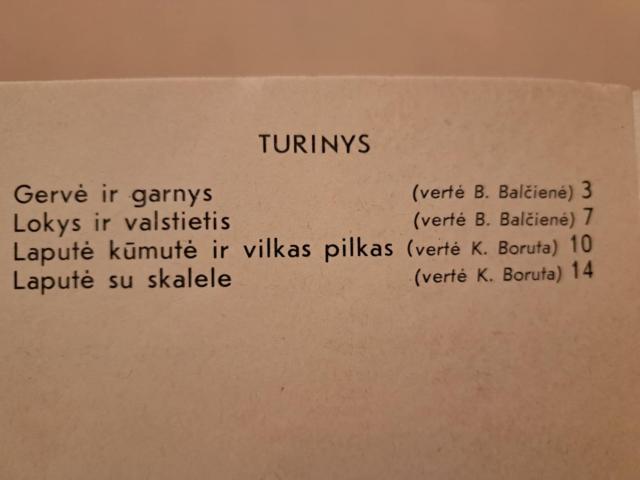 TURINYS
Gervė ir garnys (vertė B. Balčienė) 3
Lokys ir valstietis (vertė B. Balčienė) 7
Laputė kūmutė ir vilkas pilkas (vertė K. Boruta) 10
Laputė su skalele (vertė K. Boruta) 14